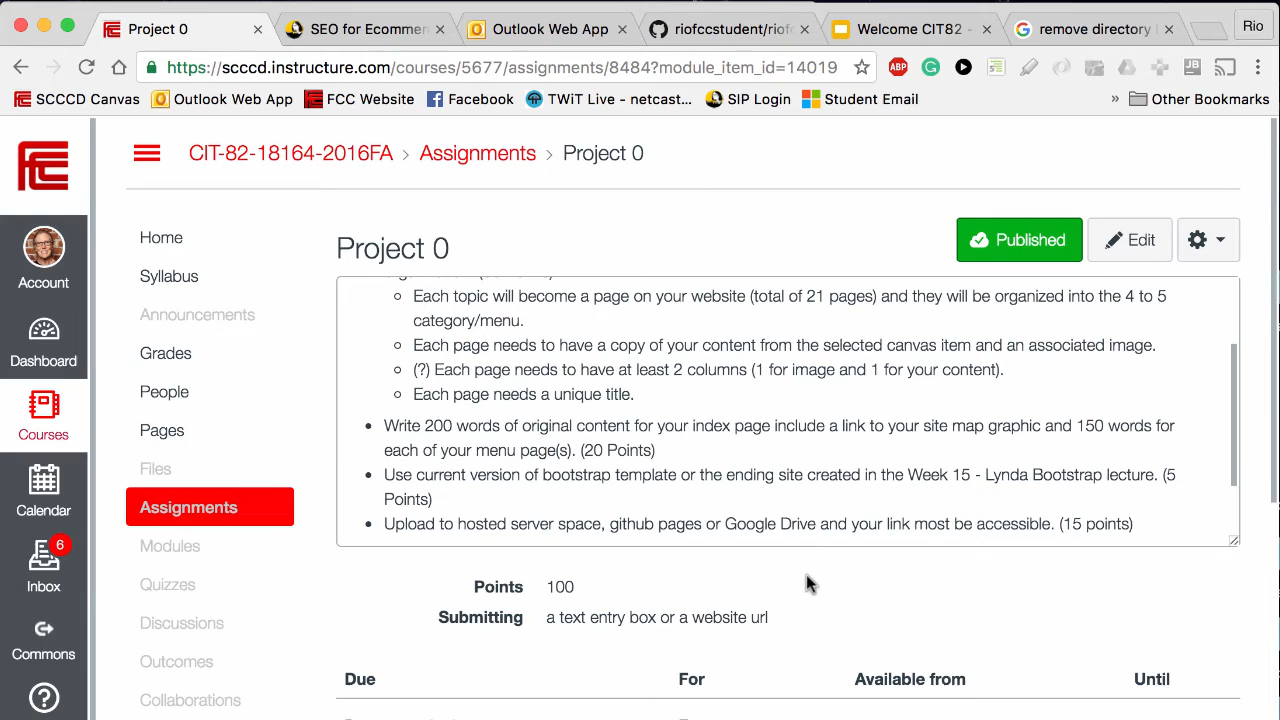 Project 0
SEO for Ecommer
Outlook Web App
riofccstudent/riof
Welcome CIT82 -
remove directory
Rio
https://scccd.instructure.com/courses/5677/assignments/8484?module_item_id=14019
ABP
JB
SCCCD Canvas
Outlook Web App
FCC Website
Facebook
TWiT Live - netcast...
SIP Login
Student Email
» Other Bookmarks
CIT-82-18164-2016FA > Assignments > Project 0
Account
Dashboard
Courses
Calendar
6
Inbox
Commons
Home
Syllabus
Announcements
Grades
People
Pages
Files
Assignments
Modules
Quizzes
Discussions
Outcomes
Collaborations
Project 0
Published
Edit
Each topic will become a page on your website (total of 21 pages) and they will be organized into the 4 to 5
category/menu.
Each page needs to have a copy of your content from the selected canvas item and an associated image.
(?) Each page needs to have at least 2 columns (1 for image and 1 for your content).
Each page needs a unique title.
Write 200 words of original content for your index page include a link to your site map graphic and 150 words for
each of your menu page(s). (20 Points)
Use current version of bootstrap template or the ending site created in the Week 15 - Lynda Bootstrap lecture. (5
Points)
Upload to hosted server space, github pages or Google Drive and your link most be accessible. (15 points)
Points 100
Submitting a text entry box or a website url
Due For Available from Until